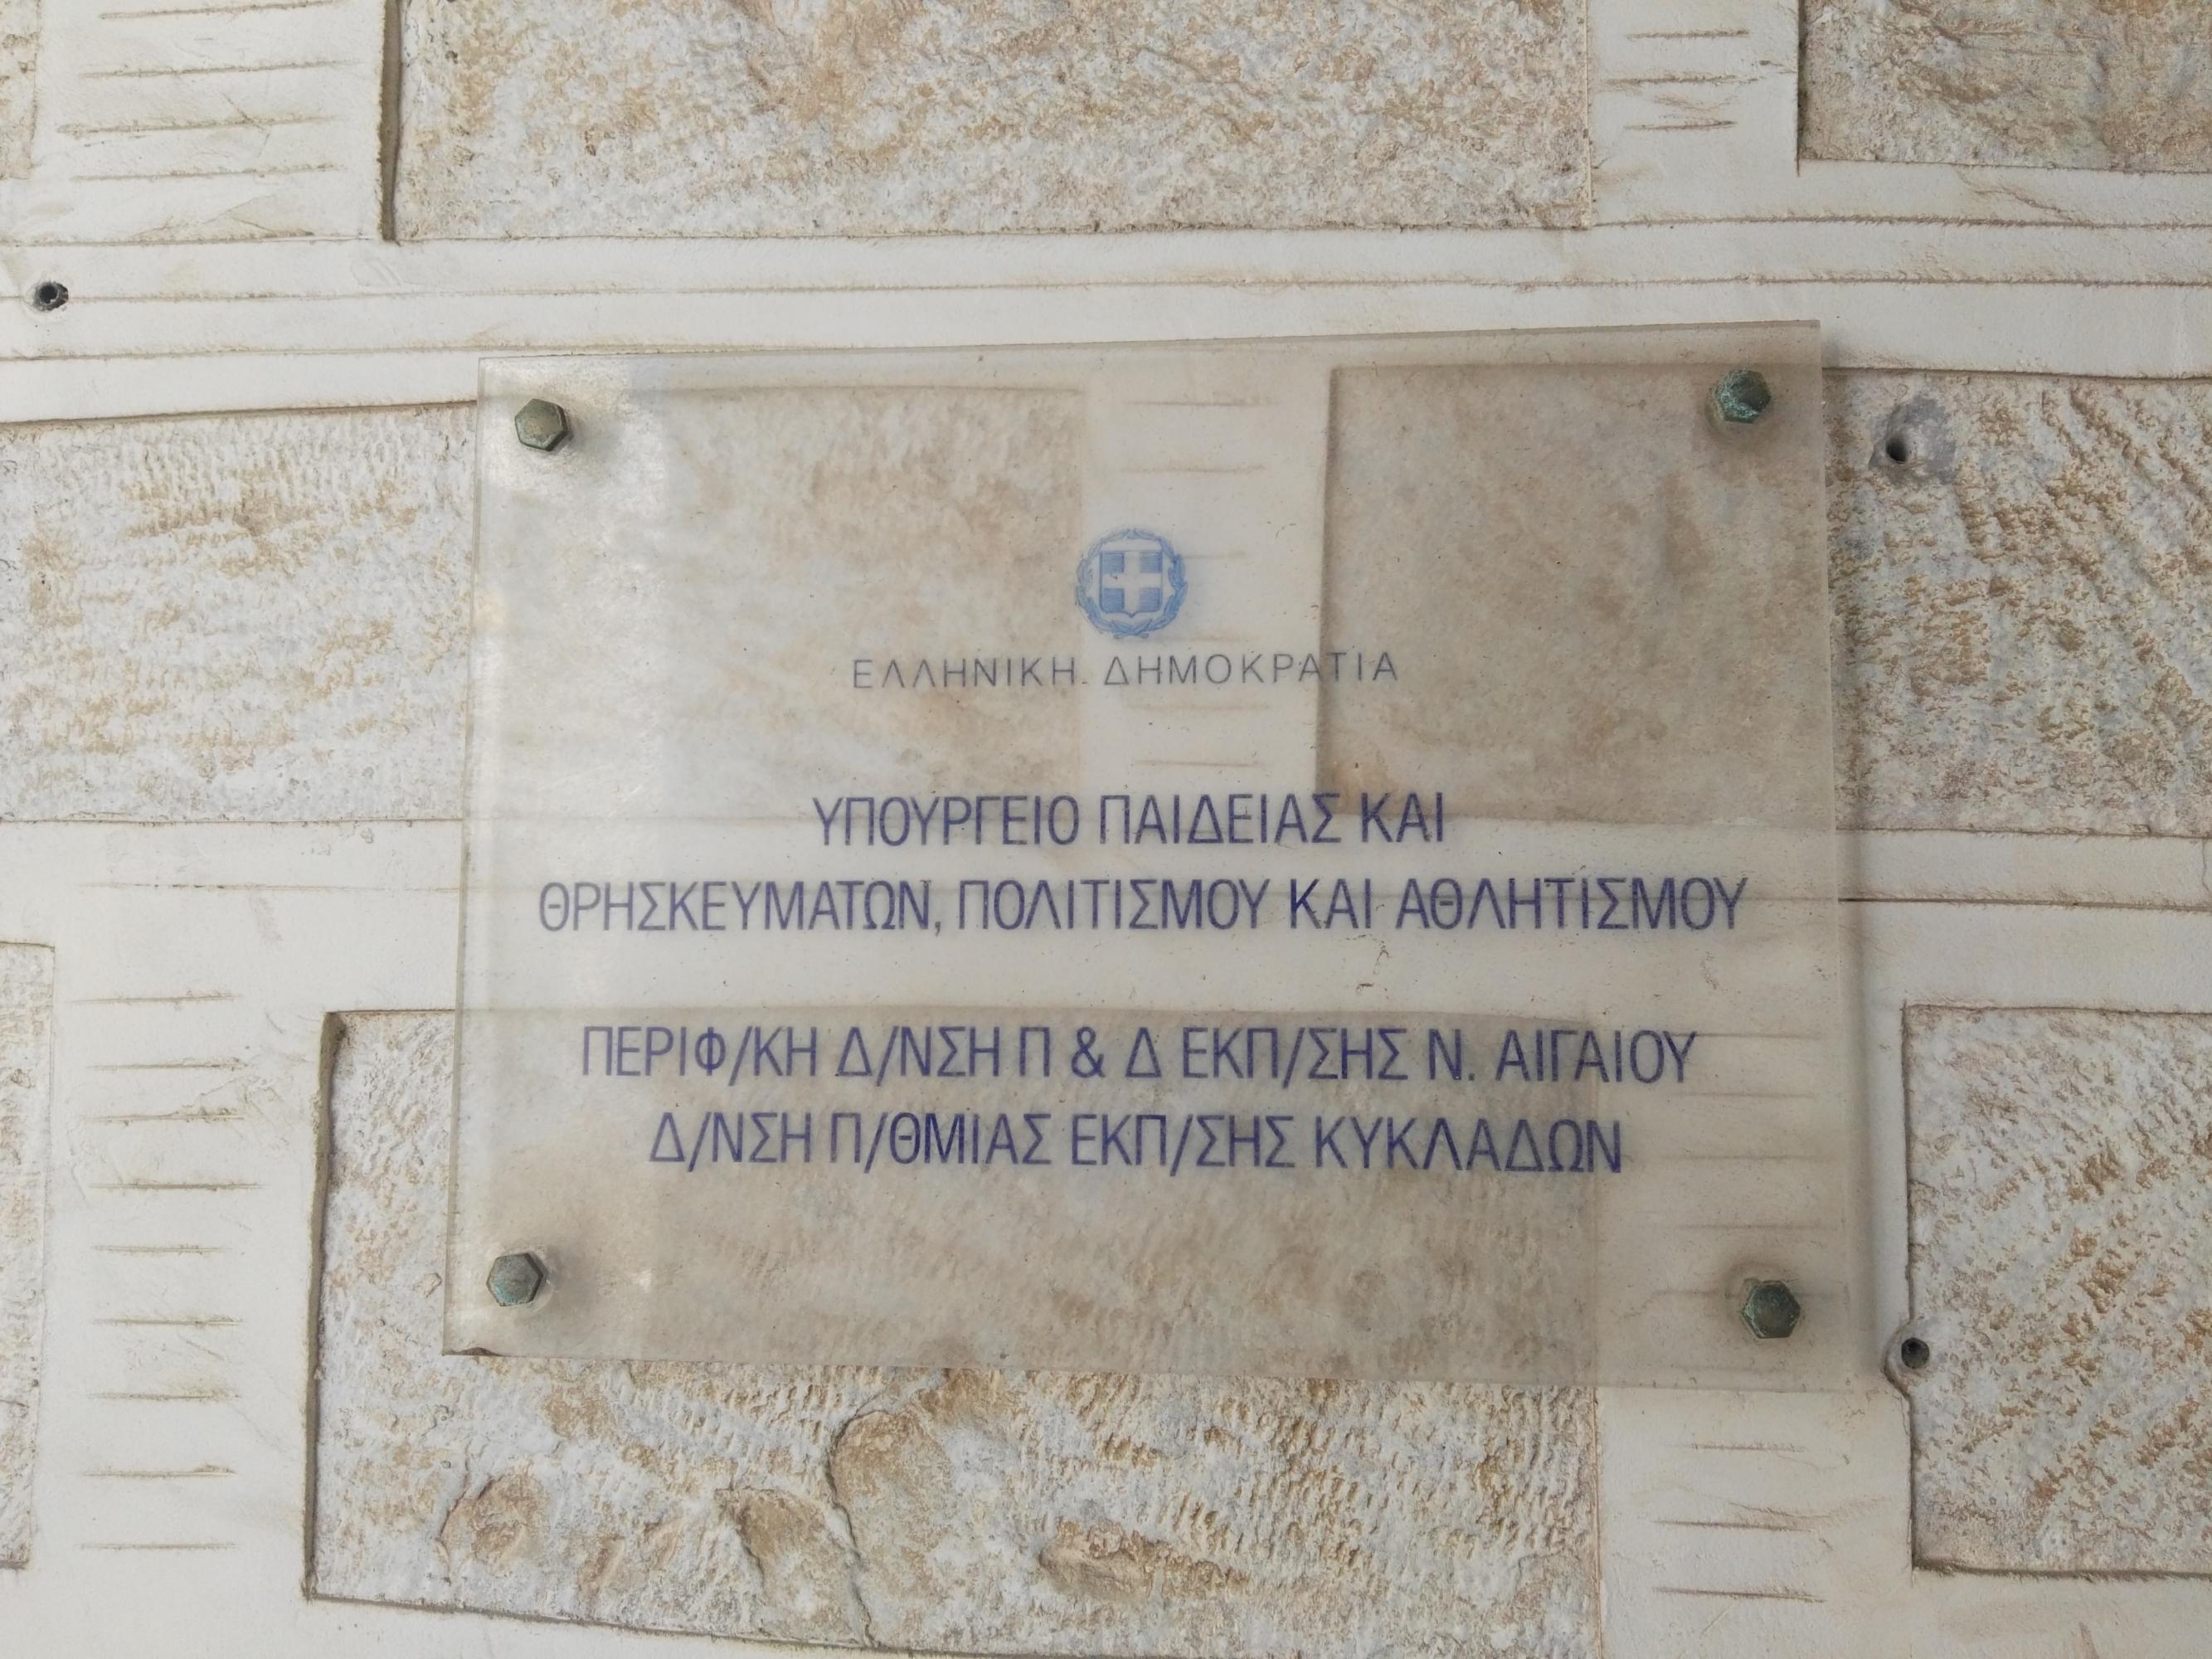 ΕΛΛΗΝΙΚΗ ΔΗΜΟΚΡΑΤΙΑ
ΥΠΟΥΡΓΕΙΟ ΠΑΙΔΕΙΑΣ ΚΑΙ
ΘΡΗΣΚΕΥΜΑΤΩΝ, ΠΟΛΙΤΙΣΜΟΥ ΚΑΙ ΑΘΛΗΤΙΣΜΟΥ
ΠΕΡΙΦ/ΚΗ Δ/ΝΣΗ Π & Δ ΕΚΠ/ΣΗΣ Ν. ΑΙΓΑΙΟΥ
Δ/ΝΣΗ Π/ΘΜΙΑΣ ΕΚΠ/ΣΗΣ ΚΥΚΛΑΔΩΝ